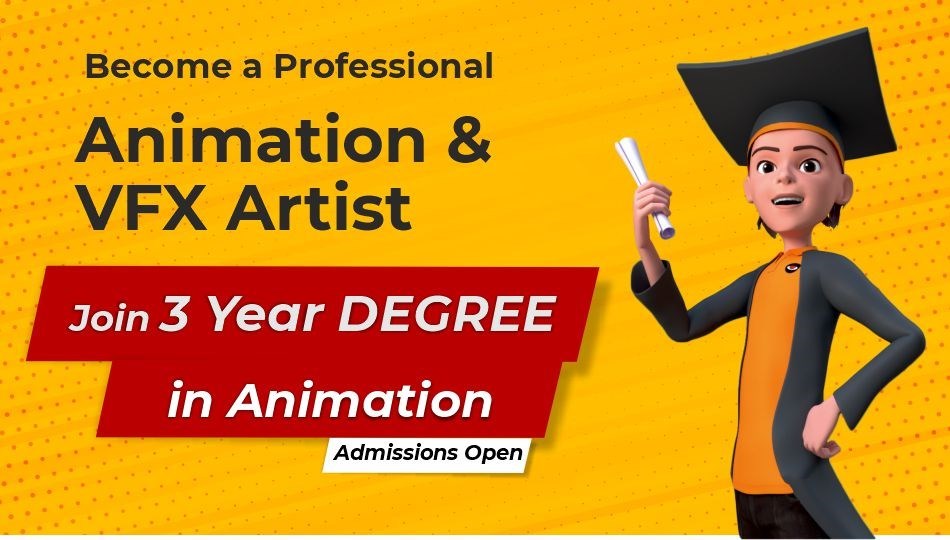 Become a Professional
Animation &
VFX Artist
Join 3 Year DEGREE
in Animation
Admissions Open